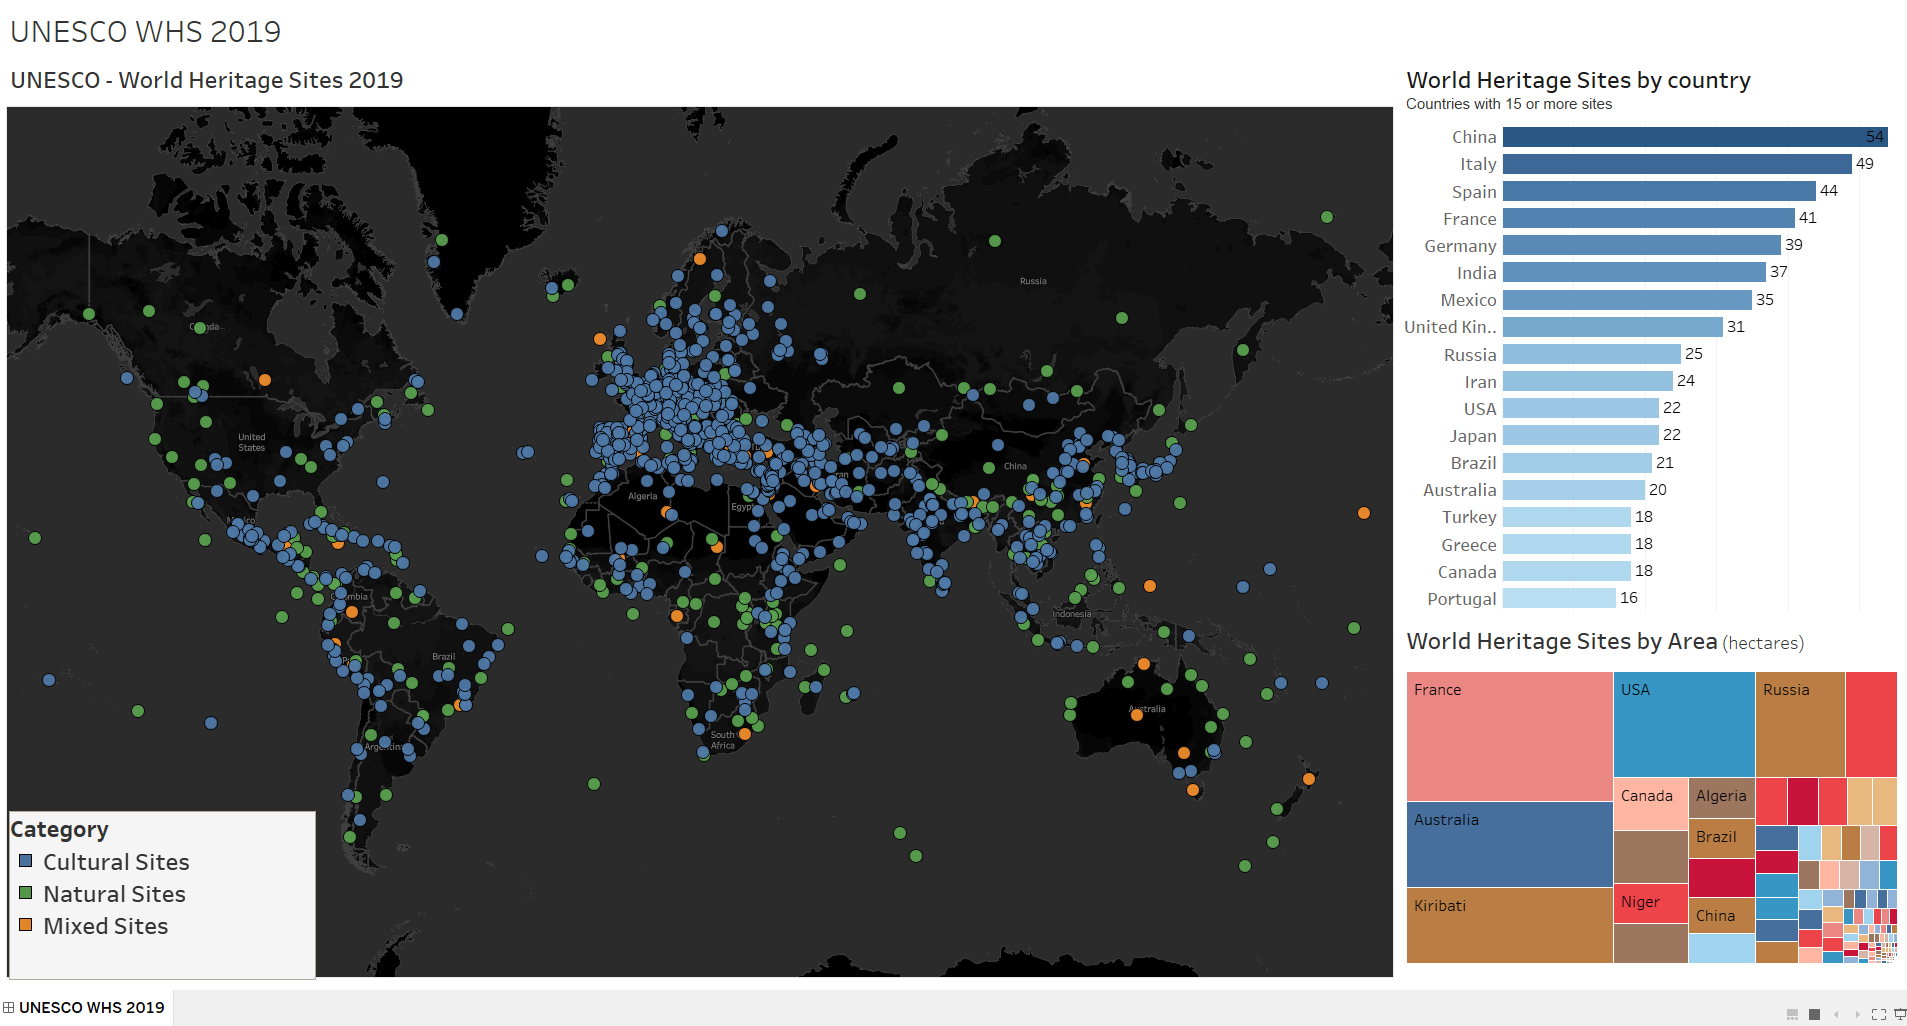 UNESCO WHS 2019
UNESCO - World Heritage Sites 2019
Russia
Canada
United
States
China
Algeria
Egypt
Mexico
Colombia
Indonesia
Brazil
Australia
South
Africa
Argentina
Category
Cultural Sites
Natural Sites
Mixed Sites
World Heritage Sites by country
Countries with 15 or more sites
China 54
Italy 49
Spain 44
France 41
Germany 39
India 37
Mexico 35
United Kin.. 31
Russia 25
Iran 24
USA 22
Japan 22
Brazil 21
Australia 20
Turkey 18
Greece 18
Canada 18
Portugal 16
World Heritage Sites by Area (hectares)
France
USA
Russia
Canada
Algeria
Australia
Brazil
Niger
Kiribati
China
UNESCO WHS 2019